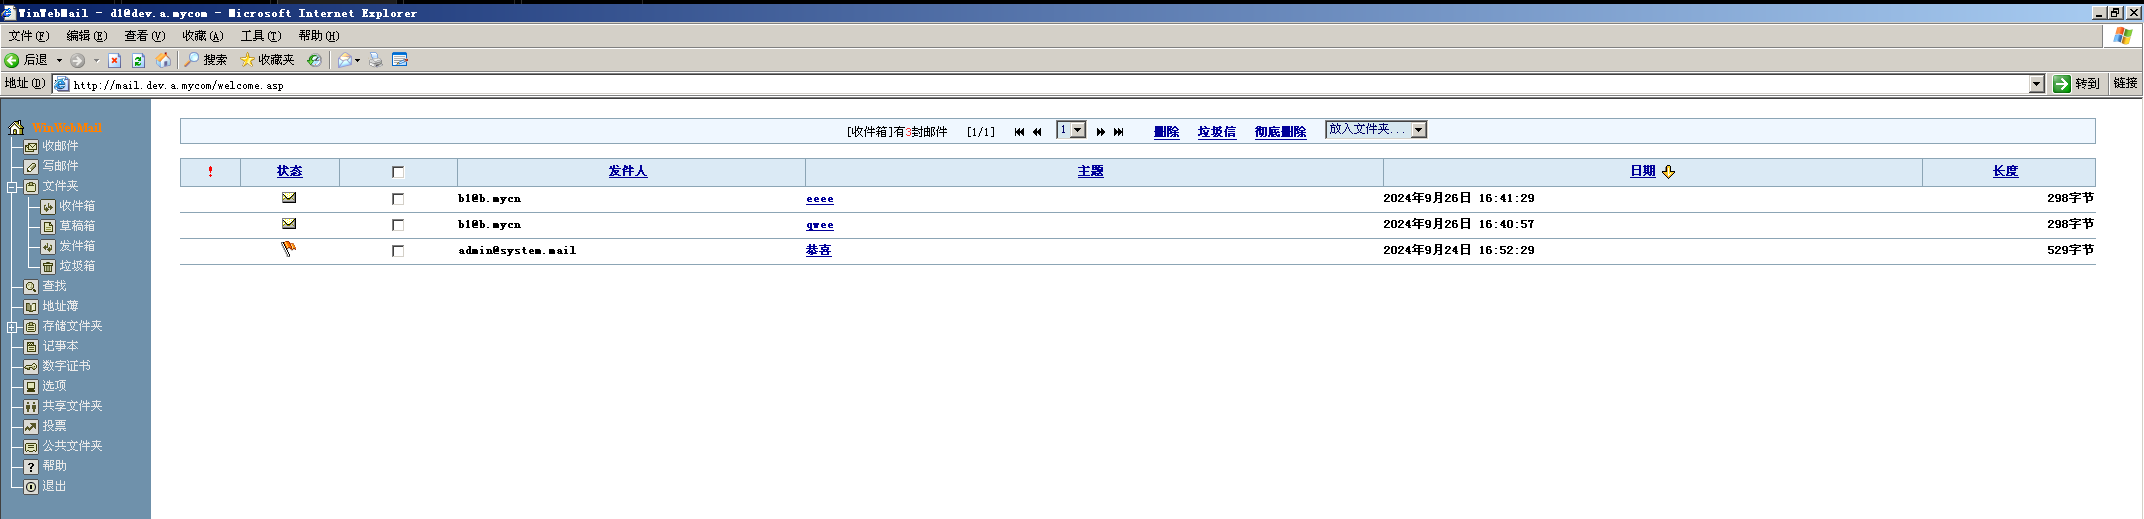 WinWebMail - d1@dev.a.mycom - Microsoft Internet Explorer
文件(F) 编辑(E) 查看(V) 收藏(A) 工具(T) 帮助(H)
后退 搜索 收藏夹
地址(D) http://mail.dev.a.mycom/welcome.asp 转到 链接
WinWebMail
收邮件
写邮件
文件夹
收件箱
草稿箱
发件箱
垃圾箱
查找
地址薄
存储文件夹
记事本
数字证书
选项
共享文件夹
投票
公共文件夹
帮助
退出
[收件箱]有3封邮件 [1/1] 1 删除 垃圾信 彻底删除 放入文件夹...
! 状态 发件人 主题 日期 长度
b1@b.mycn eeee 2024年9月26日 16:41:29 298字节
b1@b.mycn qwee 2024年9月26日 16:40:57 298字节
admin@system.mail 恭喜 2024年9月24日 16:52:29 529字节